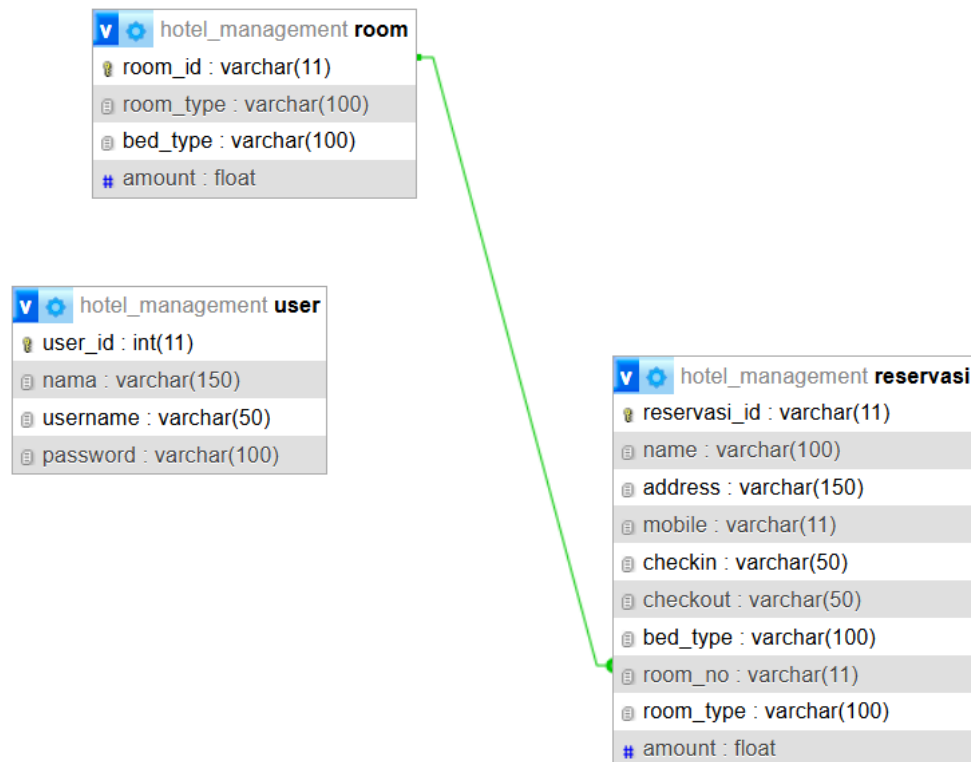 v hotel_management room
room_id : varchar(11)
room_type : varchar(100)
bed_type : varchar(100)
# amount : float
v hotel_management user
user_id : int(11)
nama : varchar(150)
username : varchar(50)
password : varchar(100)
v hotel_management reservasi
reservasi_id : varchar(11)
name : varchar(100)
address : varchar(150)
mobile : varchar(11)
checkin : varchar(50)
checkout : varchar(50)
bed_type : varchar(100)
room_no : varchar(11)
room_type : varchar(100)
# amount : float